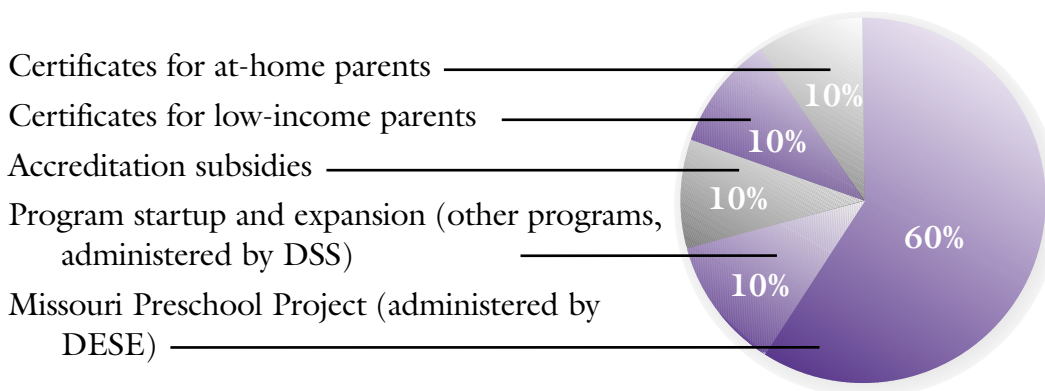 Certificates for at-home parents
Certificates for low-income parents
Accreditation subsidies
Program startup and expansion (other programs,
administered by DSS)
Missouri Preschool Project (administered by
DESE)
10%
10%
10%
10%
60%